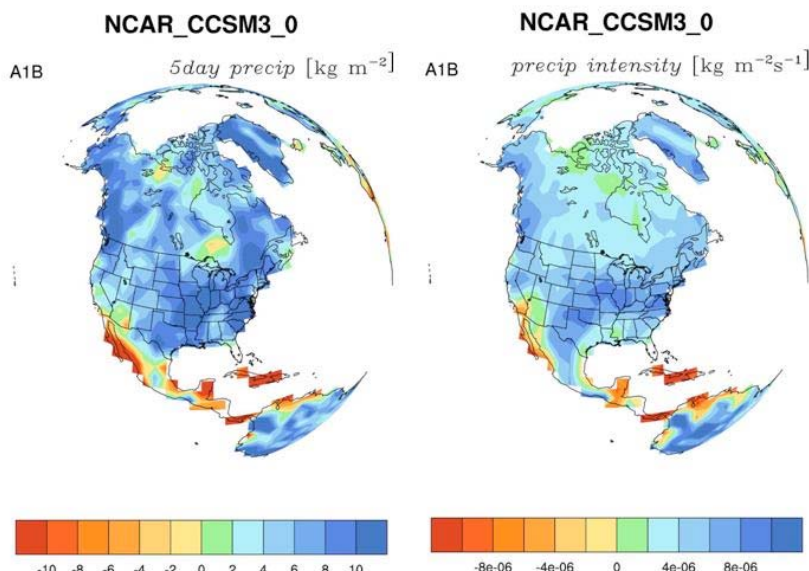 NCAR_CCSM3_0
A1B
5day precip [kg m⁻²]
-10 -8 -6 -4 -2 0 2 4 6 8 10
NCAR_CCSM3_0
A1B
precip intensity [kg m⁻²s⁻¹]
-8e-06 -4e-06 0 4e-06 8e-06